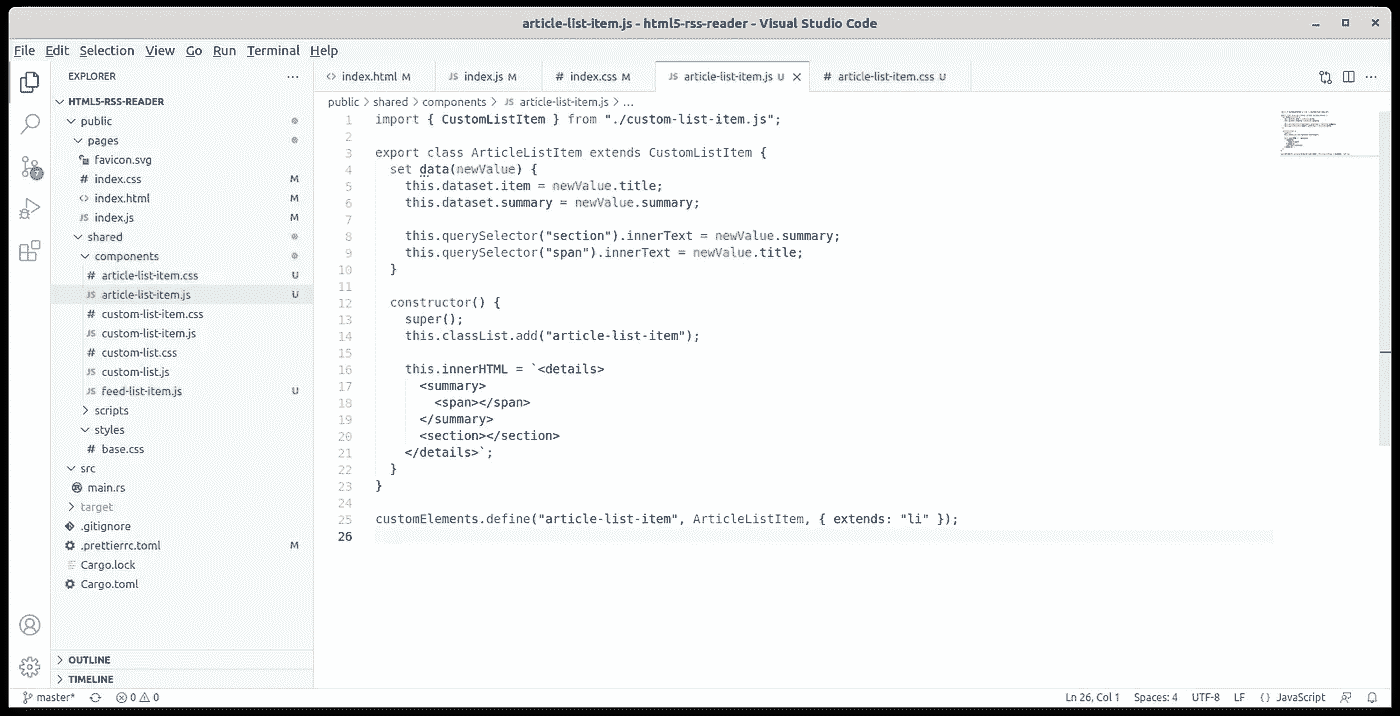 article-list-item.js - html5-rss-reader - Visual Studio Code
File Edit Selection View Go Run Terminal Help
EXPLORER
HTML5-RSS-READER
public
pages
favicon.svg
# index.css M
<> index.html M
JS index.js M
shared
components
# article-list-item.css U
JS article-list-item.js U
# custom-list-item.css
JS custom-list-item.js
# custom-list.css
JS custom-list.js
JS feed-list-item.js U
scripts
styles
# base.css
src
main.rs
target
.gitignore
.prettierrc.toml M
Cargo.lock
Cargo.toml
OUTLINE
TIMELINE
<> index.html M JS index.js M # index.css M JS article-list-item.js U # article-list-item.css U
public > shared > components > JS article-list-item.js > ...
1 import { CustomListItem } from "./custom-list-item.js";
2
3 export class ArticleListItem extends CustomListItem {
4 set data(newValue) {
5 this.dataset.item = newValue.title;
6 this.dataset.summary = newValue.summary;
7
8 this.querySelector("section").innerText = newValue.summary;
9 this.querySelector("span").innerText = newValue.title;
10 }
11
12 constructor() {
13 super();
14 this.classList.add("article-list-item");
15
16 this.innerHTML = `<details>
17 <summary>
18 <span></span>
19 </summary>
20 <section></section>
21 </details>`;
22 }
23 }
24
25 customElements.define("article-list-item", ArticleListItem, { extends: "li" });
26
master* 0 0 Ln 26, Col 1 Spaces: 4 UTF-8 LF {} JavaScript